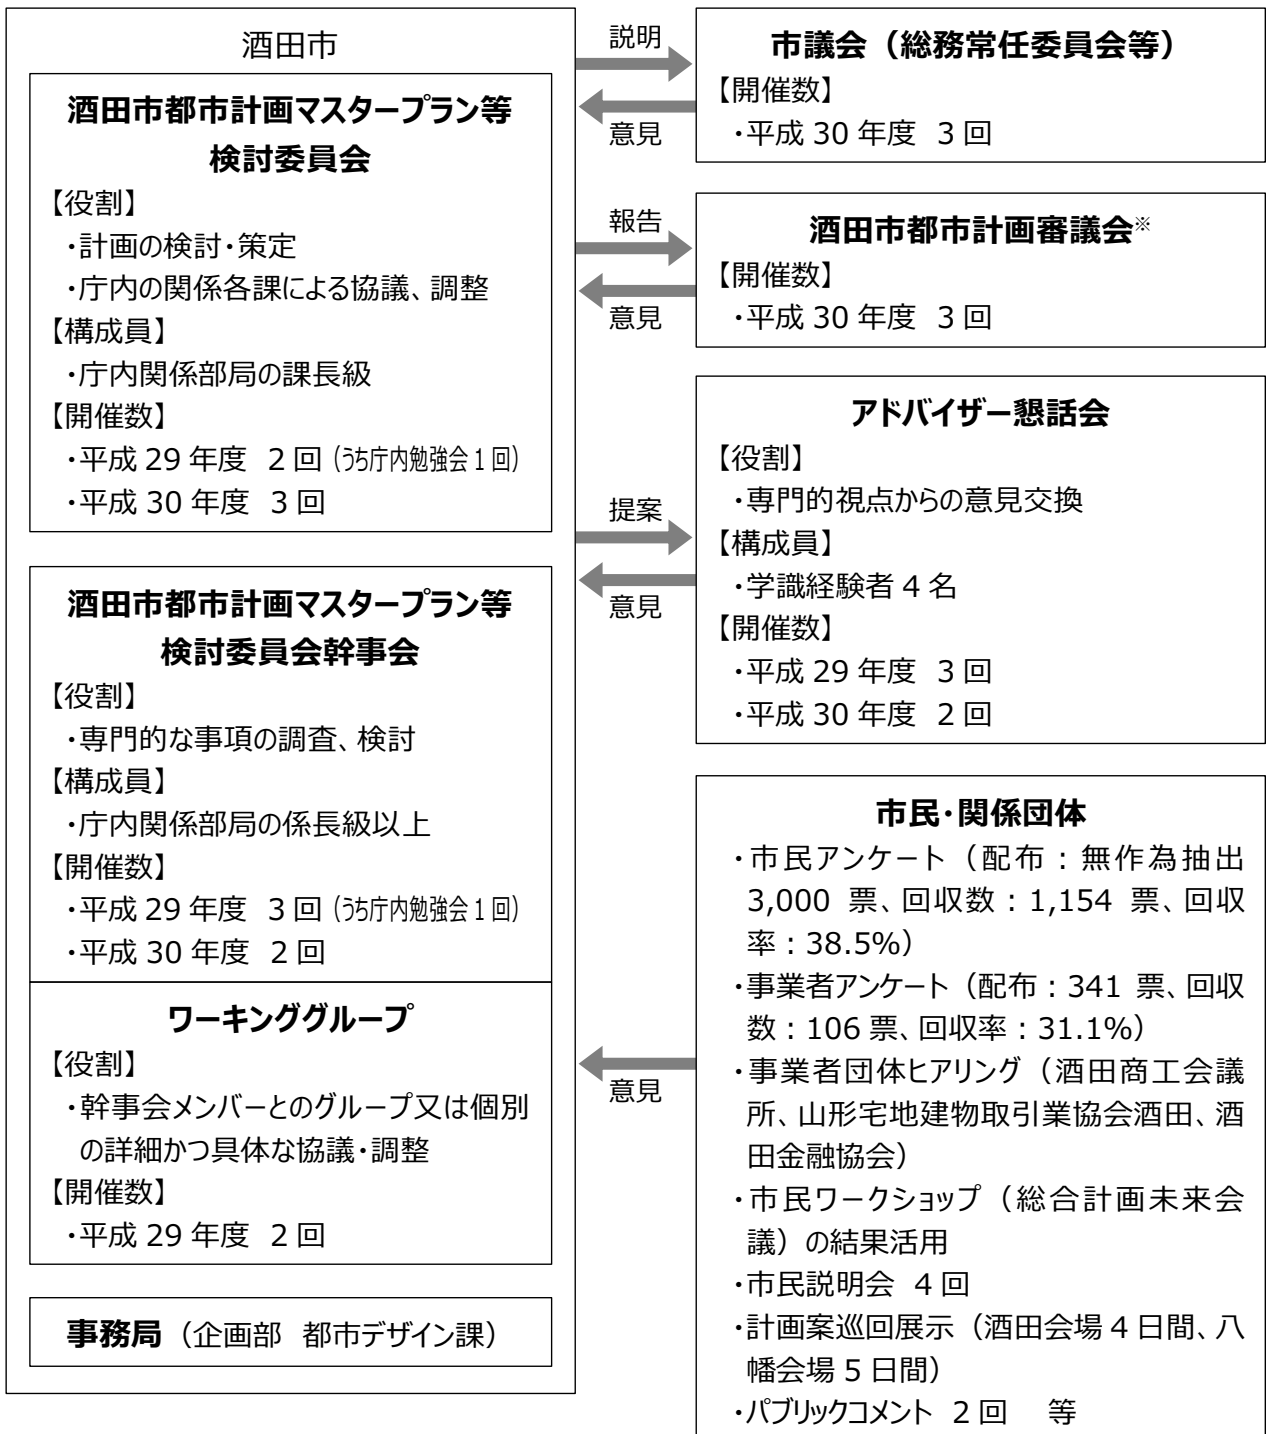 酒田市
酒田市都市計画マスタープラン等
検討委員会
【役割】
・計画の検討・策定
・庁内の関係各課による協議、調整
【構成員】
・庁内関係部局の課長級
【開催数】
・平成 29 年度 2 回（うち庁内勉強会 1 回）
・平成 30 年度 3 回
酒田市都市計画マスタープラン等
検討委員会幹事会
【役割】
・専門的な事項の調査、検討
【構成員】
・庁内関係部局の係長級以上
【開催数】
・平成 29 年度 3 回（うち庁内勉強会 1 回）
・平成 30 年度 2 回
ワーキンググループ
【役割】
・幹事会メンバーとのグループ又は個別
の詳細かつ具体な協議・調整
【開催数】
・平成 29 年度 2 回
事務局（企画部 都市デザイン課）
説明
意見
報告
意見
提案
意見
意見
市議会（総務常任委員会等）
【開催数】
・平成 30 年度 3 回
酒田市都市計画審議会※
【開催数】
・平成 30 年度 3 回
アドバイザー懇話会
【役割】
・専門的視点からの意見交換
【構成員】
・学識経験者 4 名
【開催数】
・平成 29 年度 3 回
・平成 30 年度 2 回
市民・関係団体
・市民アンケート（配布：無作為抽出
3,000 票、回収数：1,154 票、回収
率：38.5%）
・事業者アンケート（配布：341 票、回収
数：106 票、回収率：31.1%）
・事業者団体ヒアリング（酒田商工会議
所、山形宅地建物取引業協会酒田、酒
田金融協会）
・市民ワークショップ（総合計画未来会
議）の結果活用
・市民説明会 4 回
・計画案巡回展示（酒田会場 4 日間、八
幡会場 5 日間）
・パブリックコメント 2 回 等